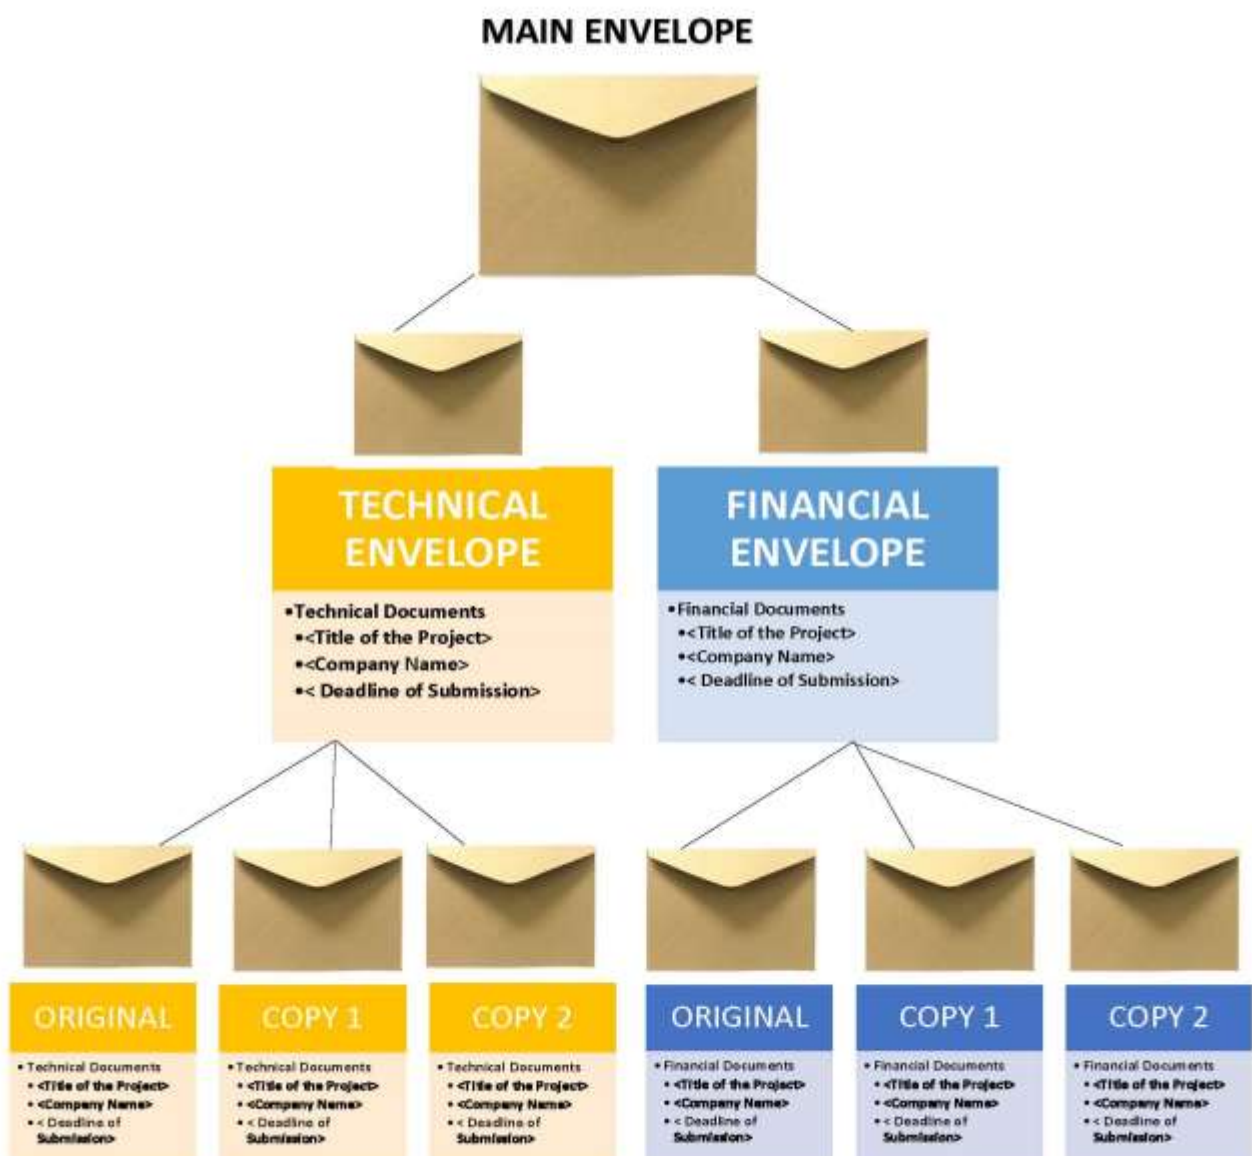 MAIN ENVELOPE
TECHNICAL
ENVELOPE
•Technical Documents
•<Title of the Project>
•<Company Name>
•< Deadline of Submission>
FINANCIAL
ENVELOPE
•Financial Documents
•<Title of the Project>
•<Company Name>
•< Deadline of Submission>
ORIGINAL
• Technical Documents
• <Title of the Project>
• <Company Name>
• < Deadline of
Submission>
COPY 1
• Technical Documents
• <Title of the Project>
• <Company Name>
• < Deadline of
Submission>
COPY 2
• Technical Documents
• <Title of the Project>
• <Company Name>
• < Deadline of
Submission>
ORIGINAL
• Financial Documents
• <Title of the Project>
• <Company Name>
• < Deadline of
Submission>
COPY 1
• Financial Documents
• <Title of the Project>
• <Company Name>
• < Deadline of
Submission>
COPY 2
• Financial Documents
• <Title of the Project>
• <Company Name>
• < Deadline of
Submission>